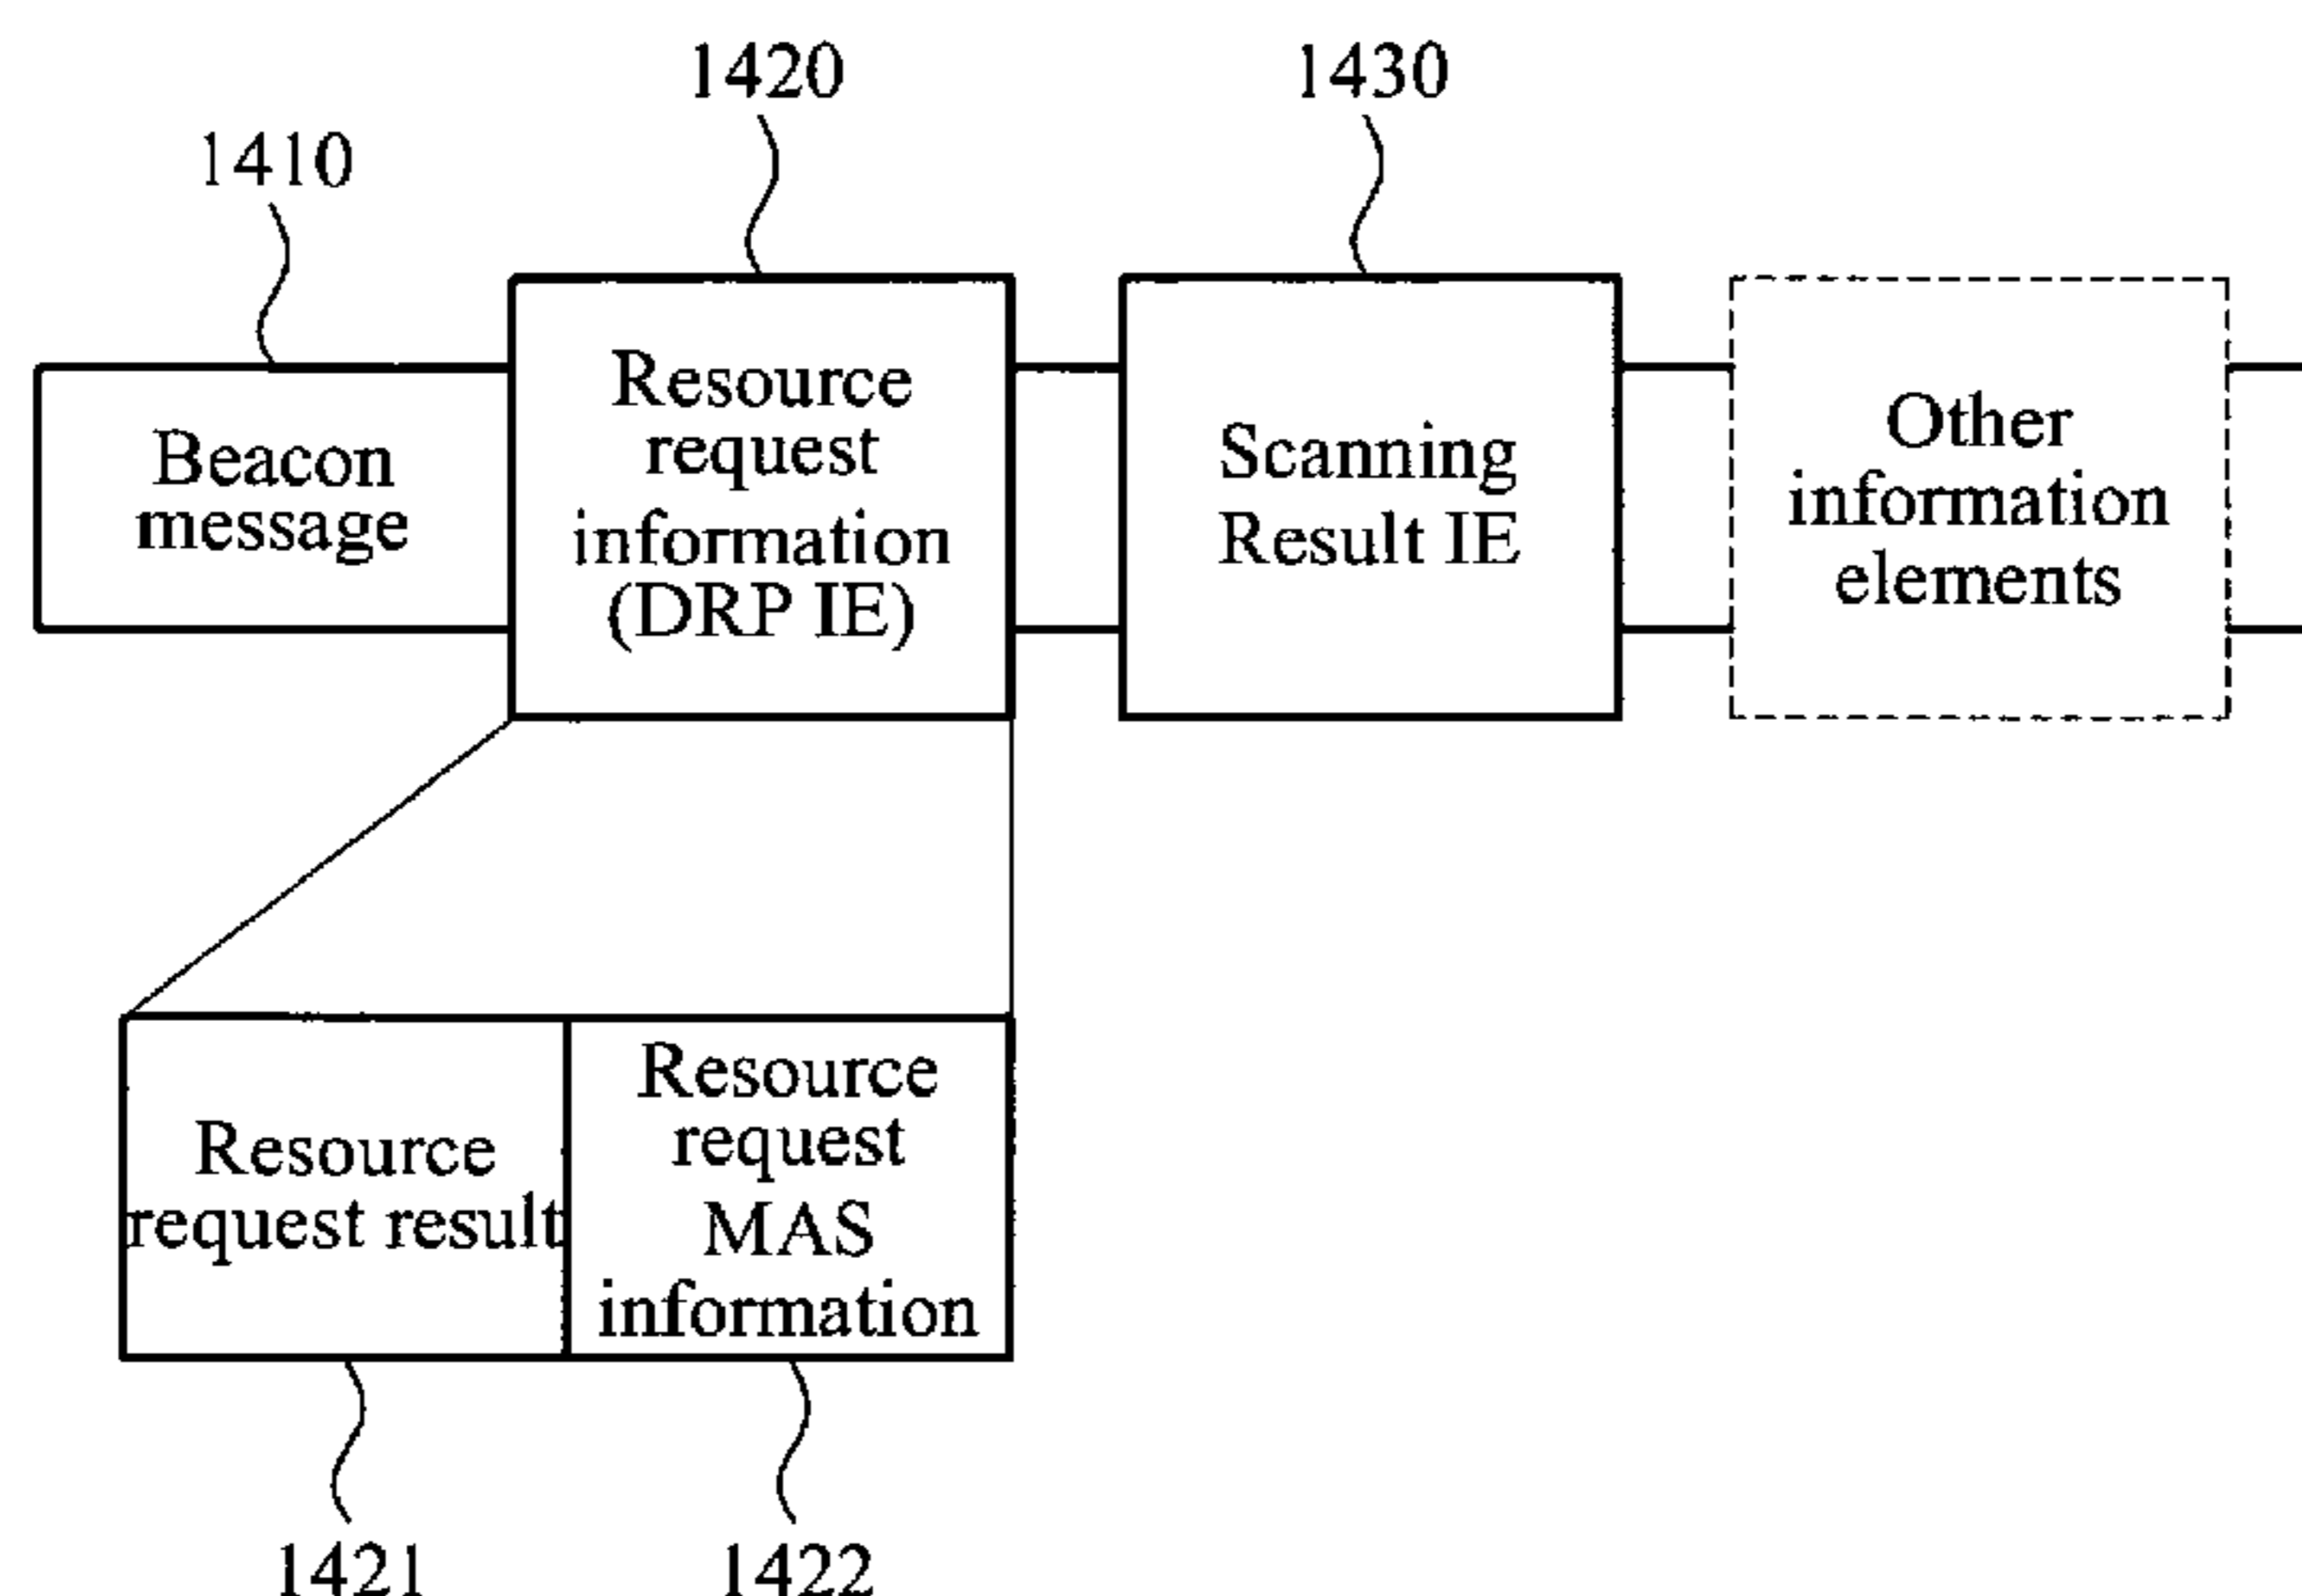 1420
1430
1410
Beacon
message
Resource
request
information
(DRP IE)
Scanning
Result IE
Other
information
elements
Resource
request result
Resource
request
MAS
information
1421
1422